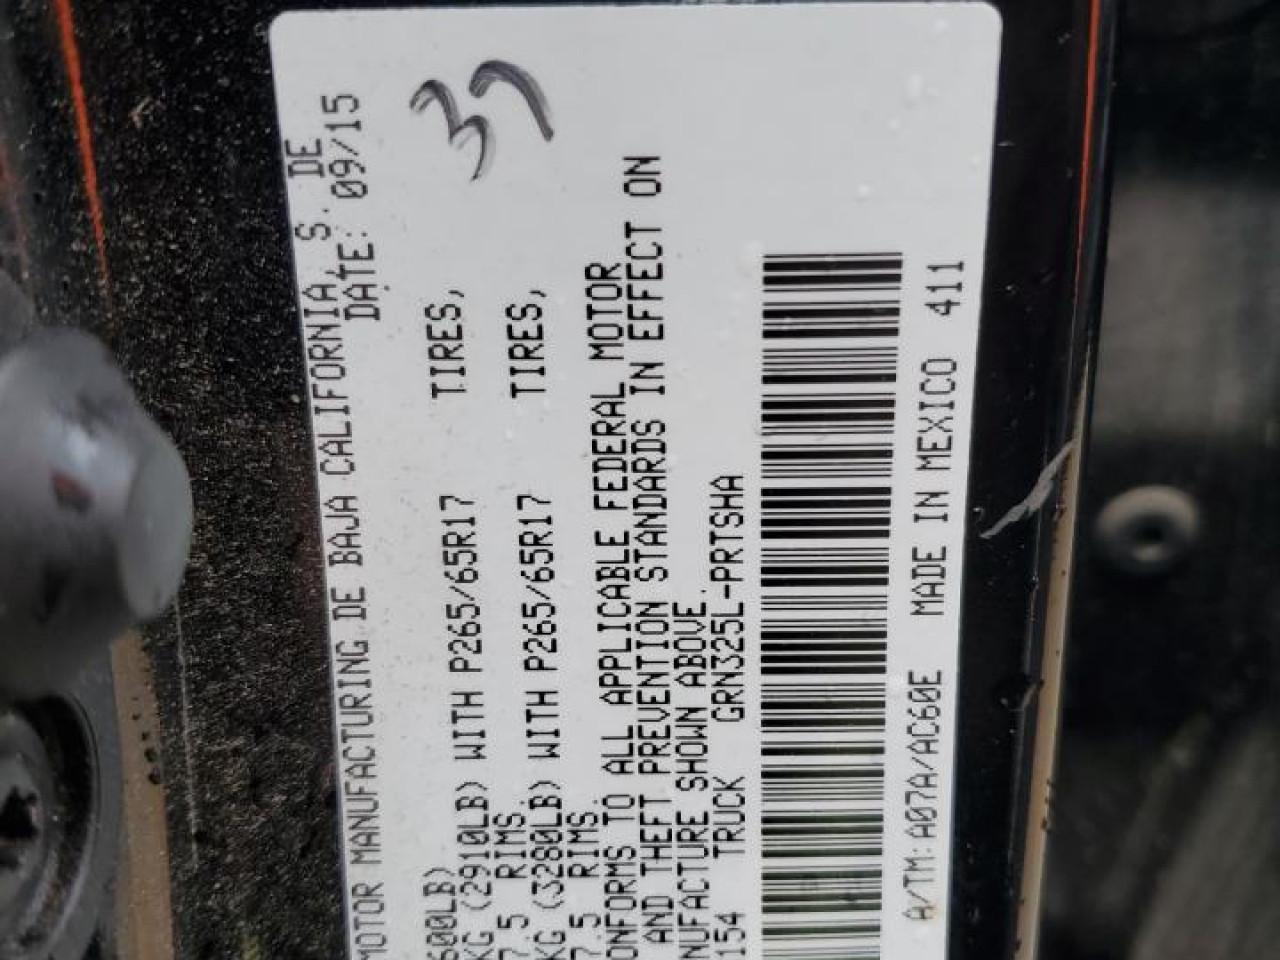 MOTOR MANUFACTURING DE BAJA CALIFORNIA, S. DE
DATE: 09/15
37
600LB)
KG (2910LB) WITH P265/65R17 TIRES,
7.5 RIMS.
KG (3280LB) WITH P265/65R17 TIRES,
7.5 RIMS.
ONFORMS TO ALL APPLICABLE FEDERAL MOTOR
AND THEFT PREVENTION STANDARDS IN EFFECT ON
NUFACTURE SHOWN ABOVE.
154 TRUCK GRN325L-PRTSHA
A/TM: A07A/AC60E MADE IN MEXICO 411